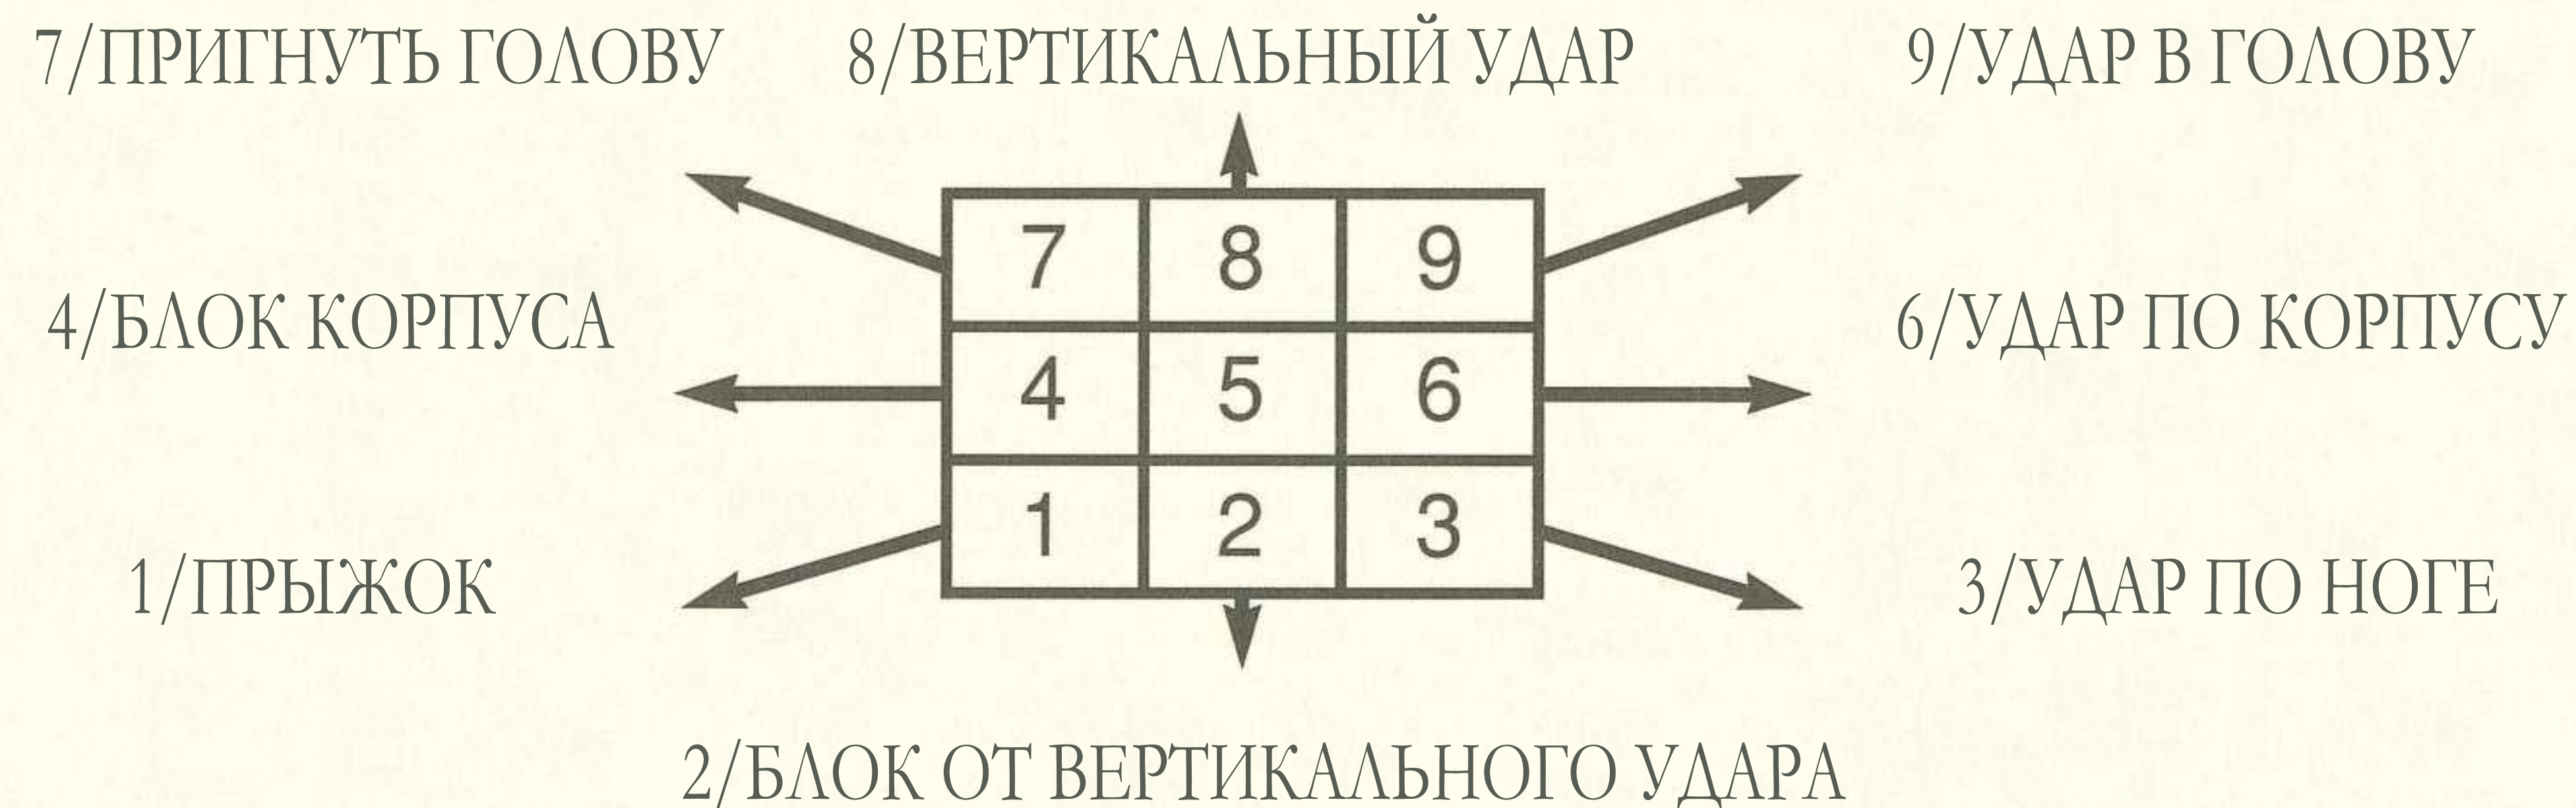 7/ПРИГНУТЬ ГОЛОВУ 8/ВЕРТИКАЛЬНЫЙ УДАР 9/УДАР В ГОЛОВУ
7 8 9
4/БЛОК КОРПУСА 6/УДАР ПО КОРПУСУ
4 5 6
1 2 3
1/ПРЫЖОК 3/УДАР ПО НОГЕ
2/БЛОК ОТ ВЕРТИКАЛЬНОГО УДАРА